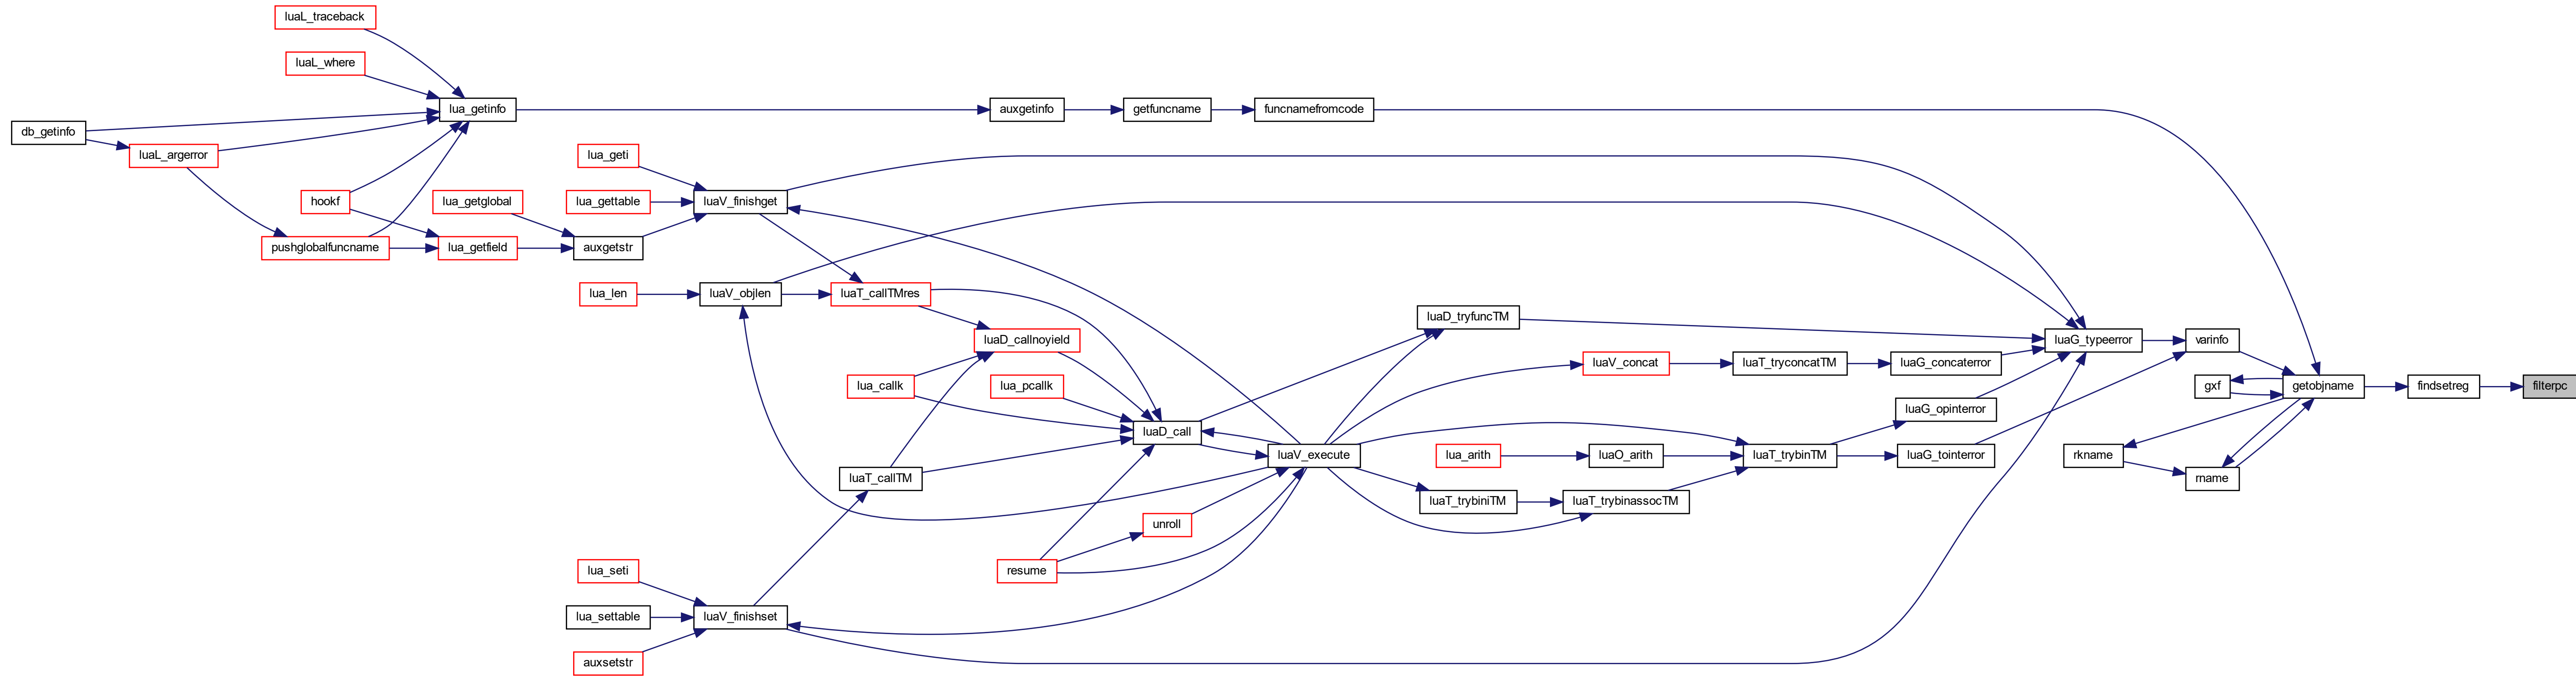 luaL_traceback
luaL_where
lua_getinfo
auxgetinfo
getfuncname
funcnamefromcode
db_getinfo
luaL_argerror
lua_geti
hookf
lua_getglobal
lua_gettable
luaV_finishget
pushglobalfuncname
lua_getfield
auxgetstr
lua_len
luaV_objlen
luaT_callTMres
luaD_tryfuncTM
luaD_callnoyield
luaG_typeerror
varinfo
luaV_concat
luaT_tryconcatTM
luaG_concaterror
lua_callk
lua_pcallk
gxf
getobjname
findsetreg
filterpc
luaG_opinterror
luaD_call
luaV_execute
lua_arith
luaO_arith
luaT_trybinTM
luaG_tointerror
rkname
luaT_callTM
rname
luaT_trybiniTM
luaT_trybinassocTM
unroll
lua_seti
resume
lua_settable
luaV_finishset
auxsetstr